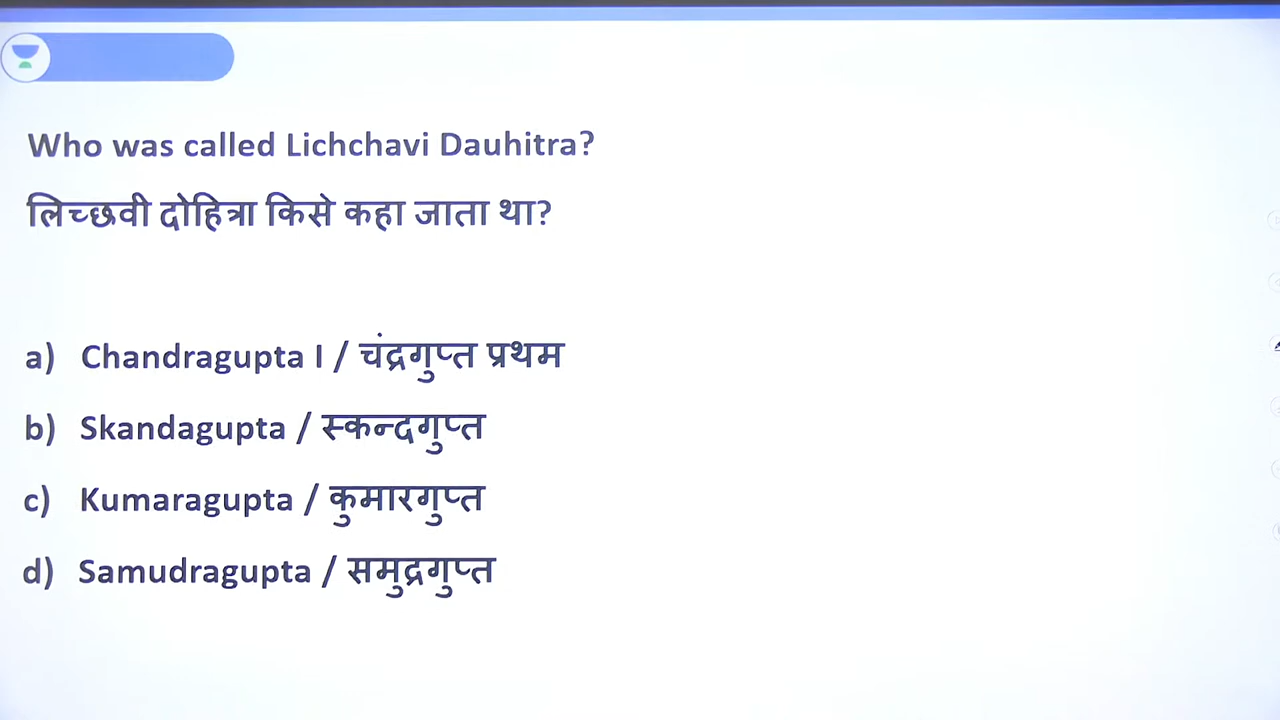 Who was called Lichchavi Dauhitra?
लिच्छवी दोहित्रा किसे कहा जाता था?
a) Chandragupta I / चंद्रगुप्त प्रथम
b) Skandagupta / स्कन्दगुप्त
c) Kumaragupta / कुमारगुप्त
d) Samudragupta / समुद्रगुप्त